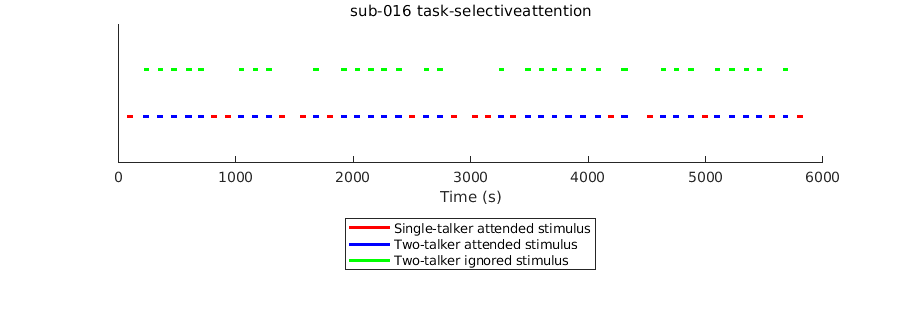 sub-016 task-selectiveattention
0 1000 2000 3000 4000 5000 6000
Time (s)
Single-talker attended stimulus
Two-talker attended stimulus
Two-talker ignored stimulus